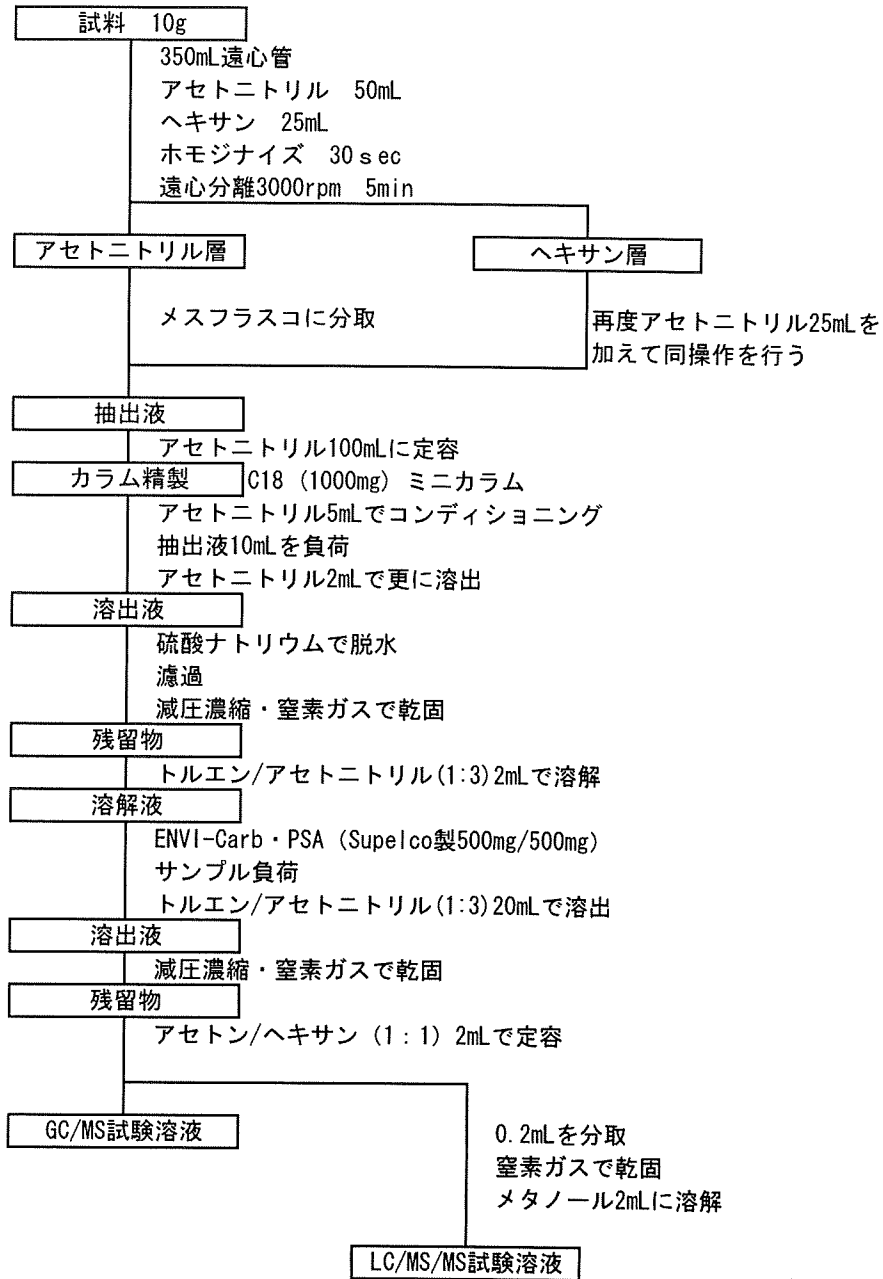 試料　10g
350mL遠心管
アセトニトリル　50mL
ヘキサン　25mL
ホモジナイズ　30ｓec
遠心分離3000rpm　5min
アセトニトリル層
ヘキサン層
メスフラスコに分取
再度アセトニトリル25mLを
加えて同操作を行う
抽出液
アセトニトリル100mLに定容
カラム精製
C18 (1000mg) ミニカラム
アセトニトリル5mLでコンディショニング
抽出液10mLを負荷
アセトニトリル2mLで更に溶出
溶出液
硫酸ナトリウムで脱水
濾過
減圧濃縮・窒素ガスで乾固
残留物
トルエン/アセトニトリル(1:3)2mLで溶解
溶解液
ENVI-Carb・PSA (Supelco製500mg/500mg)
サンプル負荷
トルエン/アセトニトリル(1:3)20mLで溶出
溶出液
減圧濃縮・窒素ガスで乾固
残留物
アセトン/ヘキサン (1：1) 2mLで定容
GC/MS試験溶液
0.2mLを分取
窒素ガスで乾固
メタノール2mLに溶解
LC/MS/MS試験溶液